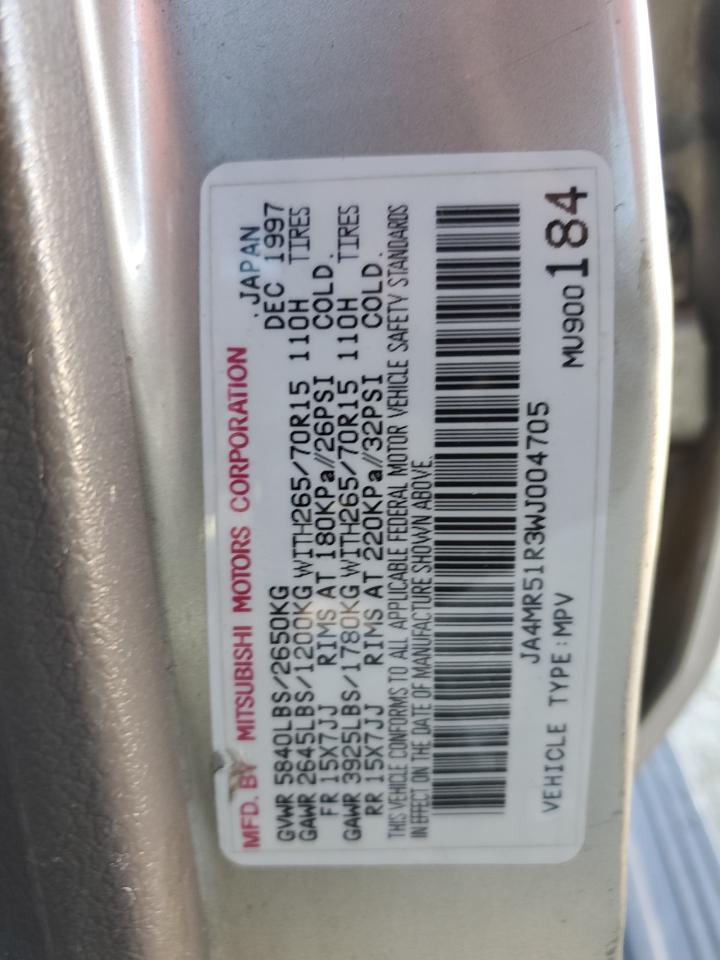 MFD. BY MITSUBISHI MOTORS CORPORATION .JAPAN
GVWR 5840LBS/2650KG DEC 1997
GAWR 2645LBS/1200KG WITH265/70R15 110H TIRES
FR 15X7JJ RIMS AT 180KPa//26PSI COLD.
GAWR 3925LBS/1780KG WITH265/70R15 110H TIRES
RR 15X7JJ RIMS AT 220KPa//32PSI COLD.
THIS VEHICLE CONFORMS TO ALL APPLICABLE FEDERAL MOTOR VEHICLE SAFETY STANDARDS
IN EFFECT ON THE DATE OF MANUFACTURE SHOWN ABOVE.
JA4MR51R3WJ004705
VEHICLE TYPE:MPV MU900184